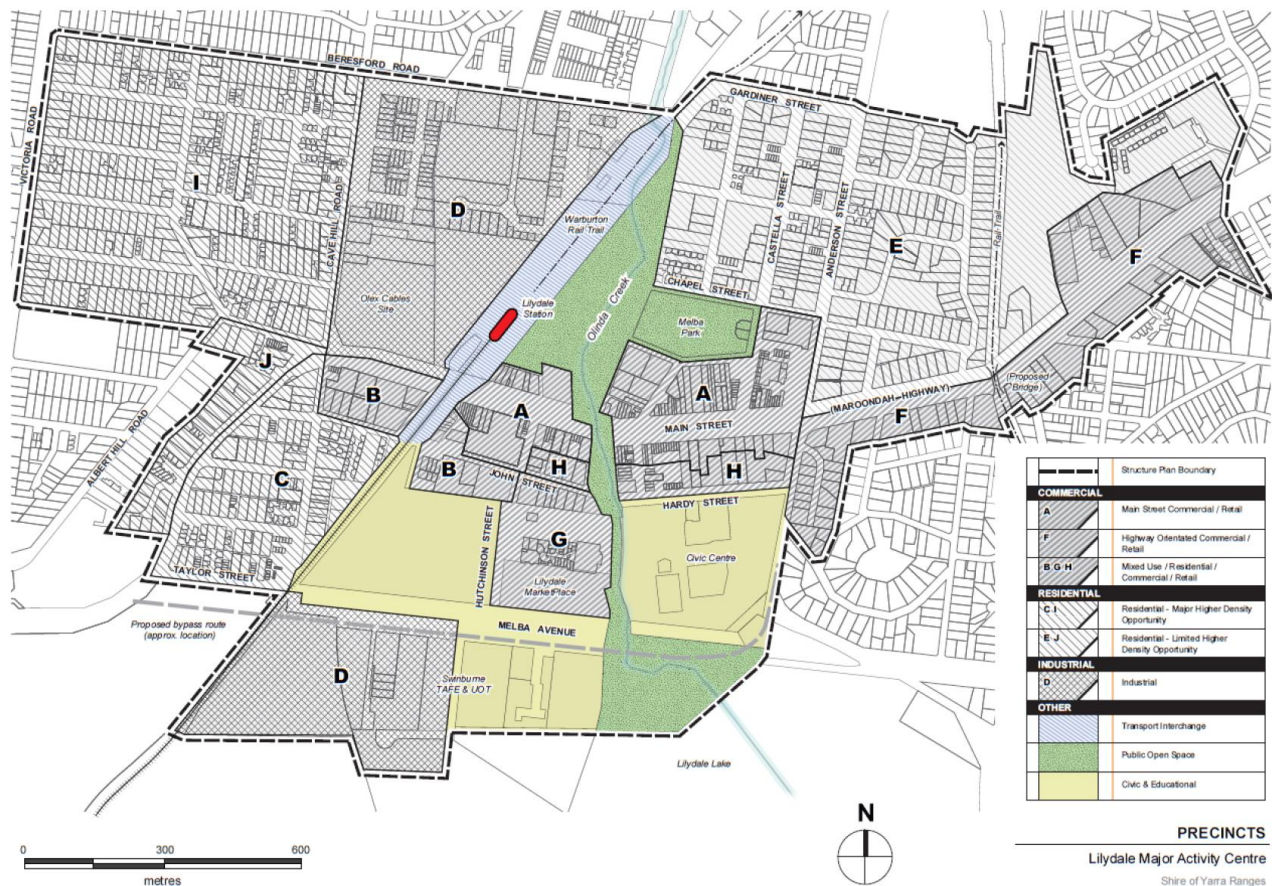 BERESFORD ROAD
GARDINER STREET
VICTORIA ROAD
I
CAVE HILL ROAD
D
Warburton
Rail Trail
CASTELLA STREET
ANDERSON STREET
E
Rail Trail
F
Olex Cables
Site
Lilydale
Station
Olinda Creek
CHAPEL STREET
Melba
Park
J
B
A
A
(MAROONDAH HIGHWAY)
(Proposed
Bridge)
F
MAIN STREET
ALBERT HILL ROAD
C
B
JOHN STREET
H
H
HARDY STREET
HUTCHINSON STREET
G
Lilydale
MarketPlace
Civic Centre
TAYLOR STREET
Proposed bypass route
(approx. location)
MELBA AVENUE
D
Swinburne
TAFE & UOT
Lilydale Lake
Structure Plan Boundary
COMMERCIAL
A Main Street Commercial / Retail
F Highway Orientated Commercial /
Retail
B G H Mixed Use / Residential /
Commercial / Retail
RESIDENTIAL
C I Residential - Major Higher Density
Opportunity
E J Residential - Limited Higher
Density Opportunity
INDUSTRIAL
D Industrial
OTHER
Transport Interchange
Public Open Space
Civic & Educational
N
0 300 600
metres
PRECINCTS
Lilydale Major Activity Centre
Shire of Yarra Ranges